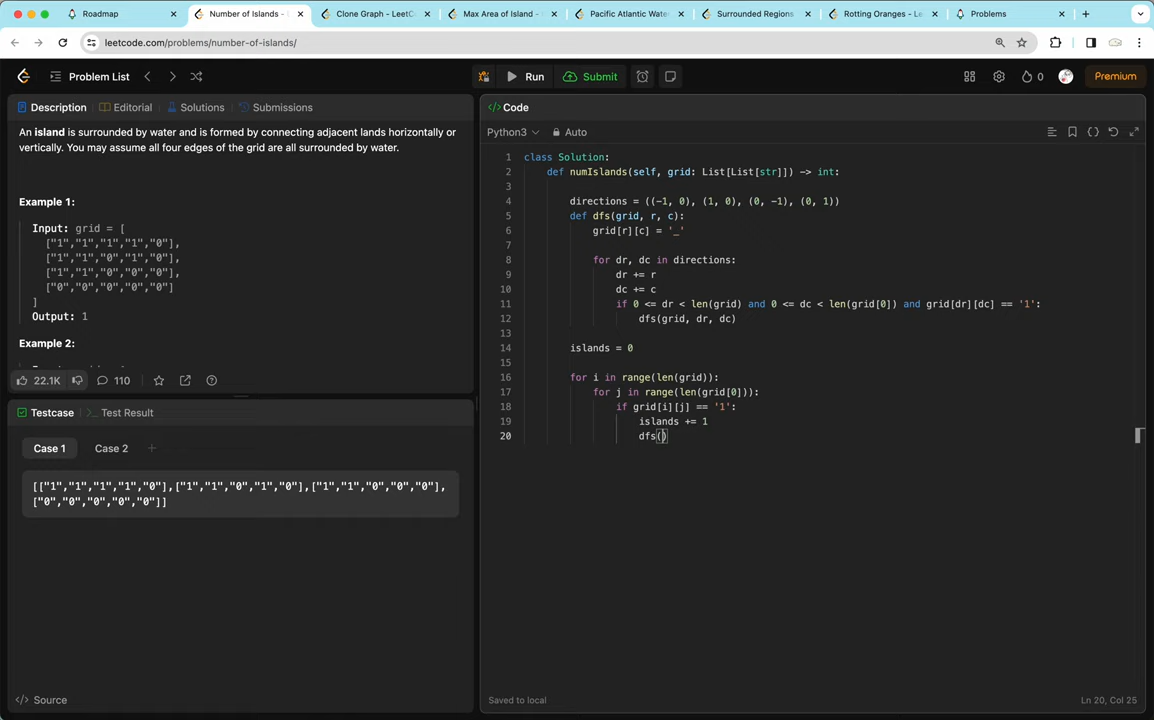 Roadmap
Number of Islands -
Clone Graph - LeetC
Max Area of Island -
Pacific Atlantic Water
Surrounded Regions
Rotting Oranges - Le
Problems
leetcode.com/problems/number-of-islands/
Problem List
Run
Submit
0
Premium
Description
Editorial
Solutions
Submissions
An island is surrounded by water and is formed by connecting adjacent lands horizontally or
vertically. You may assume all four edges of the grid are all surrounded by water.
Example 1:
Input: grid = [
["1","1","1","1","0"],
["1","1","0","1","0"],
["1","1","0","0","0"],
["0","0","0","0","0"]
]
Output: 1
Example 2:
22.1K
110
Testcase
>_ Test Result
Case 1
Case 2
+
[["1","1","1","1","0"],["1","1","0","1","0"],["1","1","0","0","0"],
["0","0","0","0","0"]]
</> Source
</> Code
Python3
Auto
1 class Solution:
2 def numIslands(self, grid: List[List[str]]) -> int:
3
4 directions = ((-1, 0), (1, 0), (0, -1), (0, 1))
5 def dfs(grid, r, c):
6 grid[r][c] = '_'
7
8 for dr, dc in directions:
9 dr += r
10 dc += c
11 if 0 <= dr < len(grid) and 0 <= dc < len(grid[0]) and grid[dr][dc] == '1':
12 dfs(grid, dr, dc)
13
14 islands = 0
15
16 for i in range(len(grid)):
17 for j in range(len(grid[0])):
18 if grid[i][j] == '1':
19 islands += 1
20 dfs()
Saved to local
Ln 20, Col 25